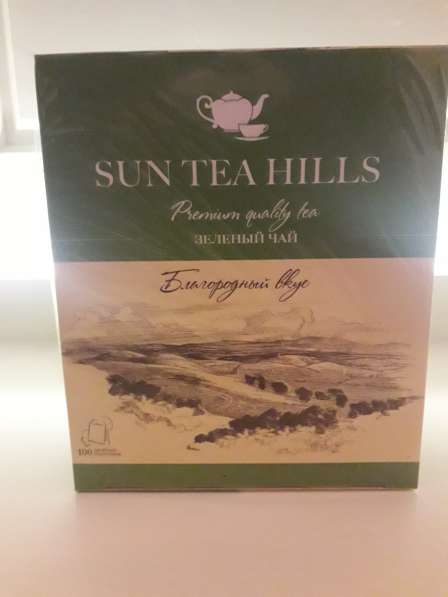 SUN TEA HILLS
Premium quality tea
ЗЕЛЕНЫЙ ЧАЙ
Благородный вкус
100